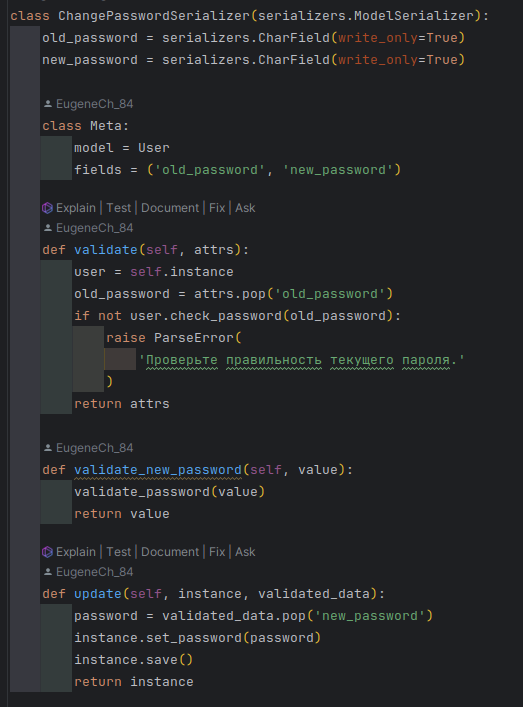 class ChangePasswordSerializer(serializers.ModelSerializer):
    old_password = serializers.CharField(write_only=True)
    new_password = serializers.CharField(write_only=True)
    EugeneCh_84
    class Meta:
        model = User
        fields = ('old_password', 'new_password')
    Explain | Test | Document | Fix | Ask
    EugeneCh_84
    def validate(self, attrs):
        user = self.instance
        old_password = attrs.pop('old_password')
        if not user.check_password(old_password):
            raise ParseError(
                'Проверьте правильность текущего пароля.'
            )
        return attrs
    EugeneCh_84
    def validate_new_password(self, value):
        validate_password(value)
        return value
    Explain | Test | Document | Fix | Ask
    EugeneCh_84
    def update(self, instance, validated_data):
        password = validated_data.pop('new_password')
        instance.set_password(password)
        instance.save()
        return instance